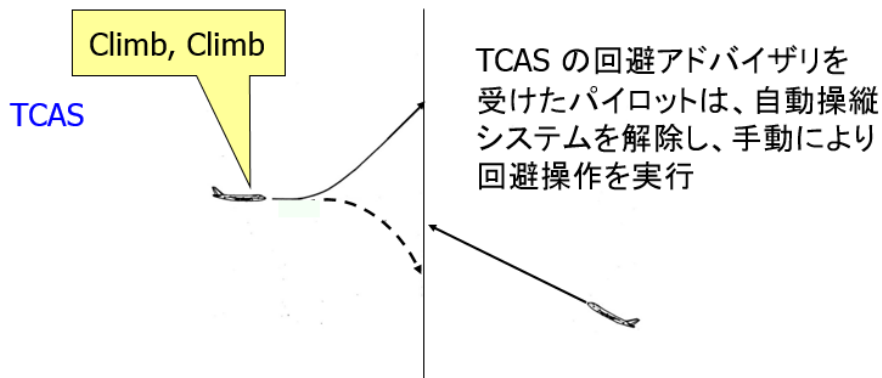 Climb, Climb
TCAS
TCAS の回避アドバイザリを
受けたパイロットは、自動操縦
システムを解除し、手動により
回避操作を実行